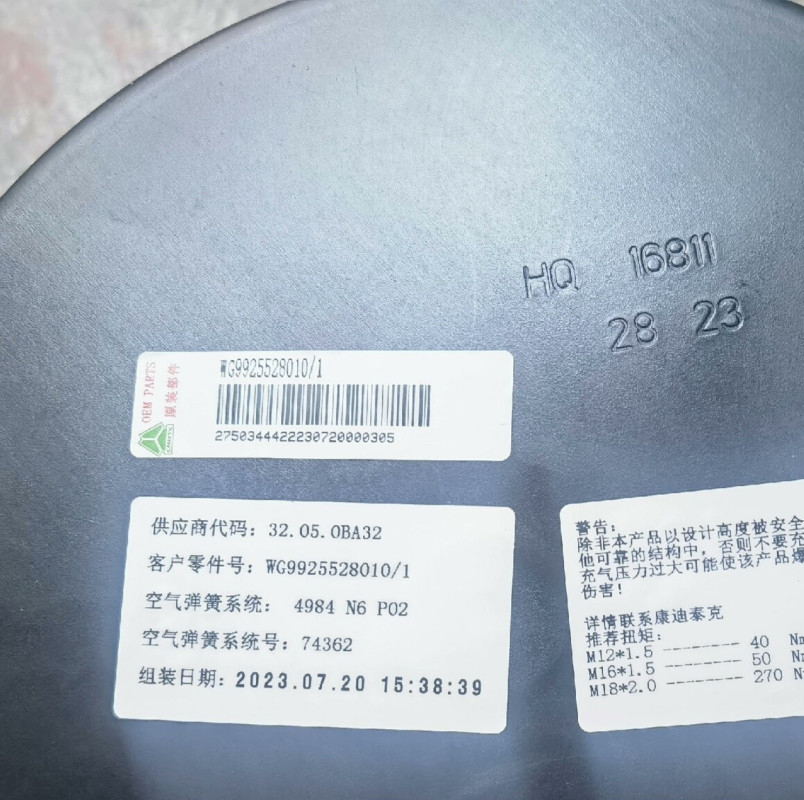 HQ 16811
28 23
OEM PARTS
原装部件
WG9925528010/1
2750344422230720000305
供应商代码: 32.05.0BA32
客户零件号: WG9925528010/1
空气弹簧系统: 4984 N6 P02
空气弹簧系统号: 74362
组装日期: 2023.07.20 15:38:39
警告:
除非本产品以设计高度被安全
他可靠的结构中, 否则不要充
充气压力过大可能使该产品爆
伤害!
详情联系康迪泰克
推荐扭矩:
M12*1.5 -------- 40 Nm
M16*1.5 -------- 50 Nm
M18*2.0 -------- 270 N